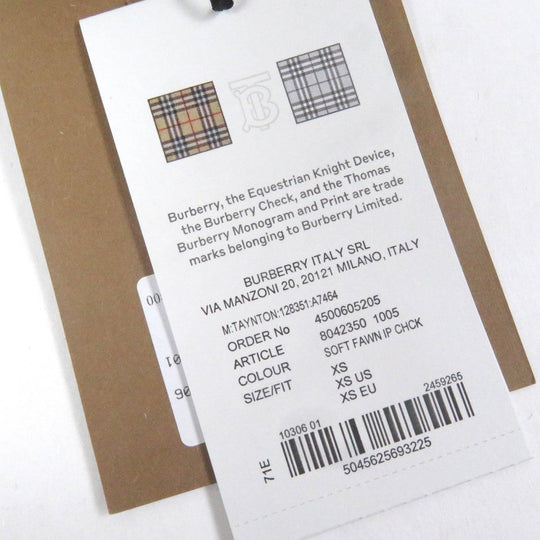 Burberry, the Equestrian Knight Device,
the Burberry Check, and the Thomas
Burberry Monogram and Print are trade
marks belonging to Burberry Limited.
BURBERRY ITALY SRL
VIA MANZONI 20, 20121 MILANO, ITALY
M:TAYNTON:128351:A7464
ORDER No 4500605205
ARTICLE 8042350 1005
COLOUR SOFT FAWN IP CHCK
SIZE/FIT XS
XS US
XS EU
10306 01 2459265
71E
5045625693225
00
01
06